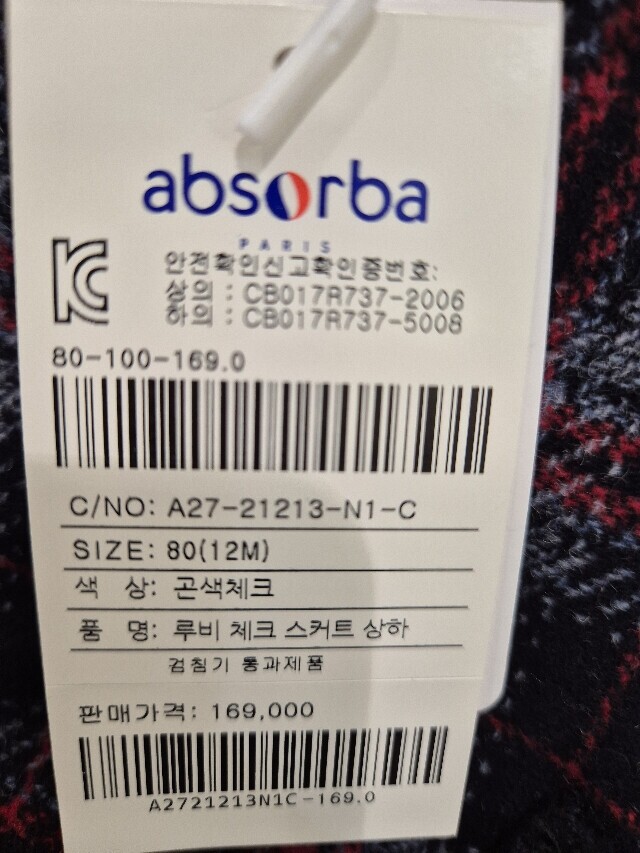 absorba
PARIS
안전확인신고확인증번호:
상의 : CB017R737-2006
하의 : CB017R737-5008
80-100-169.0
C/NO: A27-21213-N1-C
SIZE: 80(12M)
색 상: 곤색체크
품 명: 루비 체크 스커트 상하
검침기 통과제품
판매가격: 169,000
A2721213N1C-169.0